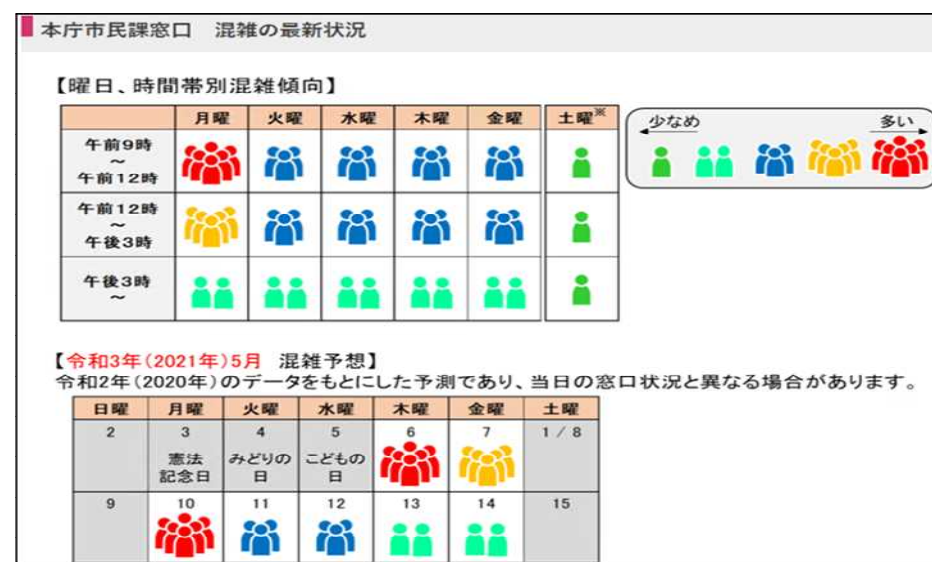 本庁市民課窓口 混雑の最新状況
【曜日、時間帯別混雑傾向】
月曜 火曜 水曜 木曜 金曜 土曜※
午前9時
～
午前12時
午前12時
～
午後3時
午後3時
～
少なめ 多い
【令和3年(2021年)5月 混雑予想】
令和2年(2020年)のデータをもとにした予測であり、当日の窓口状況と異なる場合があります。
日曜 月曜 火曜 水曜 木曜 金曜 土曜
2 3 4 5 6 7 1 / 8
憲法 みどりの こどもの
記念日 日 日
9 10 11 12 13 14 15